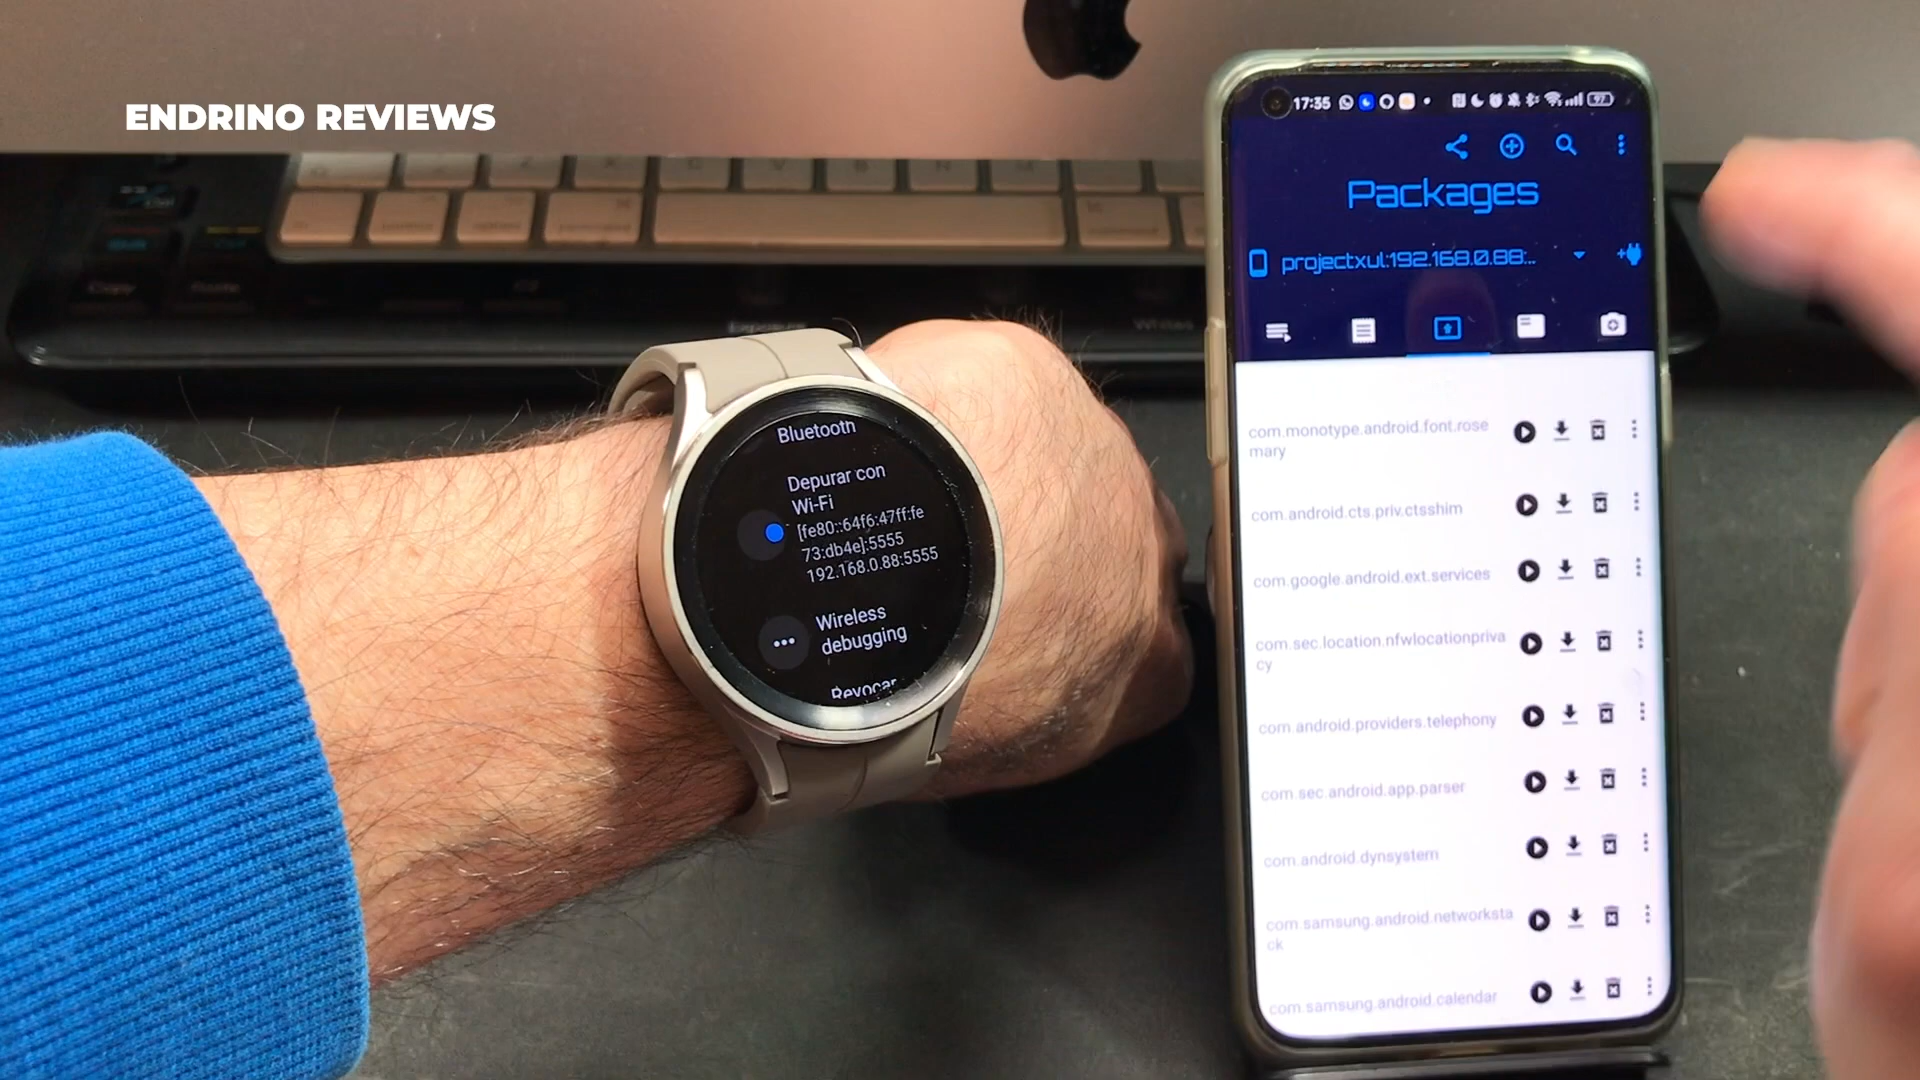 ENDRINO REVIEWS
17:35
97
Packages
projectxul:192.168.0.88:...
com.monotype.android.font.rose
mary
com.android.cts.priv.ctsshim
com.google.android.ext.services
com.sec.location.nfwlocationpriva
cy
com.android.providers.telephony
com.sec.android.app.parser
com.android.dynsystem
com.samsung.android.networksta
ck
com.samsung.android.calendar
Bluetooth
Depurar con
Wi-Fi
[fe80::64f6:47ff:fe
73:db4e]:5555
192.168.0.88:5555
Wireless
debugging
Revocar